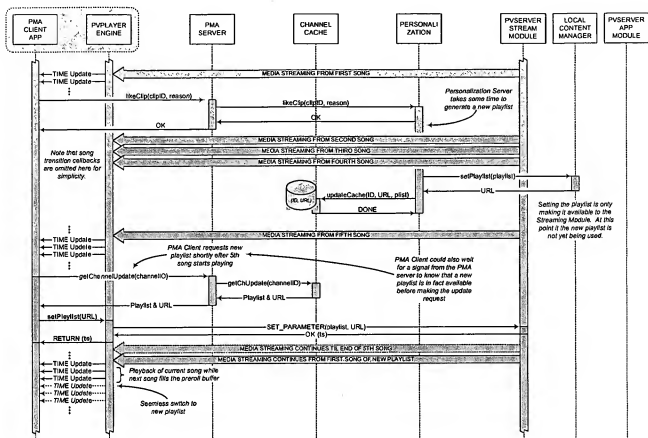 PMA
CLIENT
APP
PVPLAYER
ENGINE
PMA
SERVER
CHANNEL
CACHE
PERSONALI
ZATION
PVSERVER
STREAM
MODULE
LOCAL
CONTENT
MANAGER
PVSERVER
APP
MODULE
TIME Update
TIME Update
MEDIA STREAMING FROM FIRST SONG
likeClip(clipID, reason)
likeClip(clipID, reason)
OK
OK
Personalization Server
takes some time to
generate a new playlist
Note that song
transition callbacks
are omitted here for
simplicity.
MEDIA STREAMING FROM SECOND SONG
MEDIA STREAMING FROM THIRD SONG
MEDIA STREAMING FROM FOURTH SONG
setPlaylist(playlist)
URL
(ID, URL)
updateCache(ID, URL, plist)
DONE
Setting the playlist is only
making it available to the
Streaming Module. At this
point it the new playlist
is not yet being used.
TIME Update
TIME Update
TIME Update
MEDIA STREAMING FROM FIFTH SONG
PMA Client requests new
playlist shortly after 5th
song starts playing
PMA Client could also wait
for a signal from the PMA
server to know that a new
playlist is in fact available
before making the update
request
getChannelUpdate(channelID)
getChUpdate(channelID)
Playlist & URL
Playlist & URL
setPlaylist(URL)
SET_PARAMETER(playlist, URL)
OK (ts)
RETURN (ts)
MEDIA STREAMING CONTINUES TIL END OF 5TH SONG
MEDIA STREAMING CONTINUES FROM FIRST SONG OF NEW PLAYLIST
TIME Update
TIME Update
TIME Update
TIME Update
TIME Update
Playback of current song while
next song fills the preroll buffer
Seemless switch to
new playlist